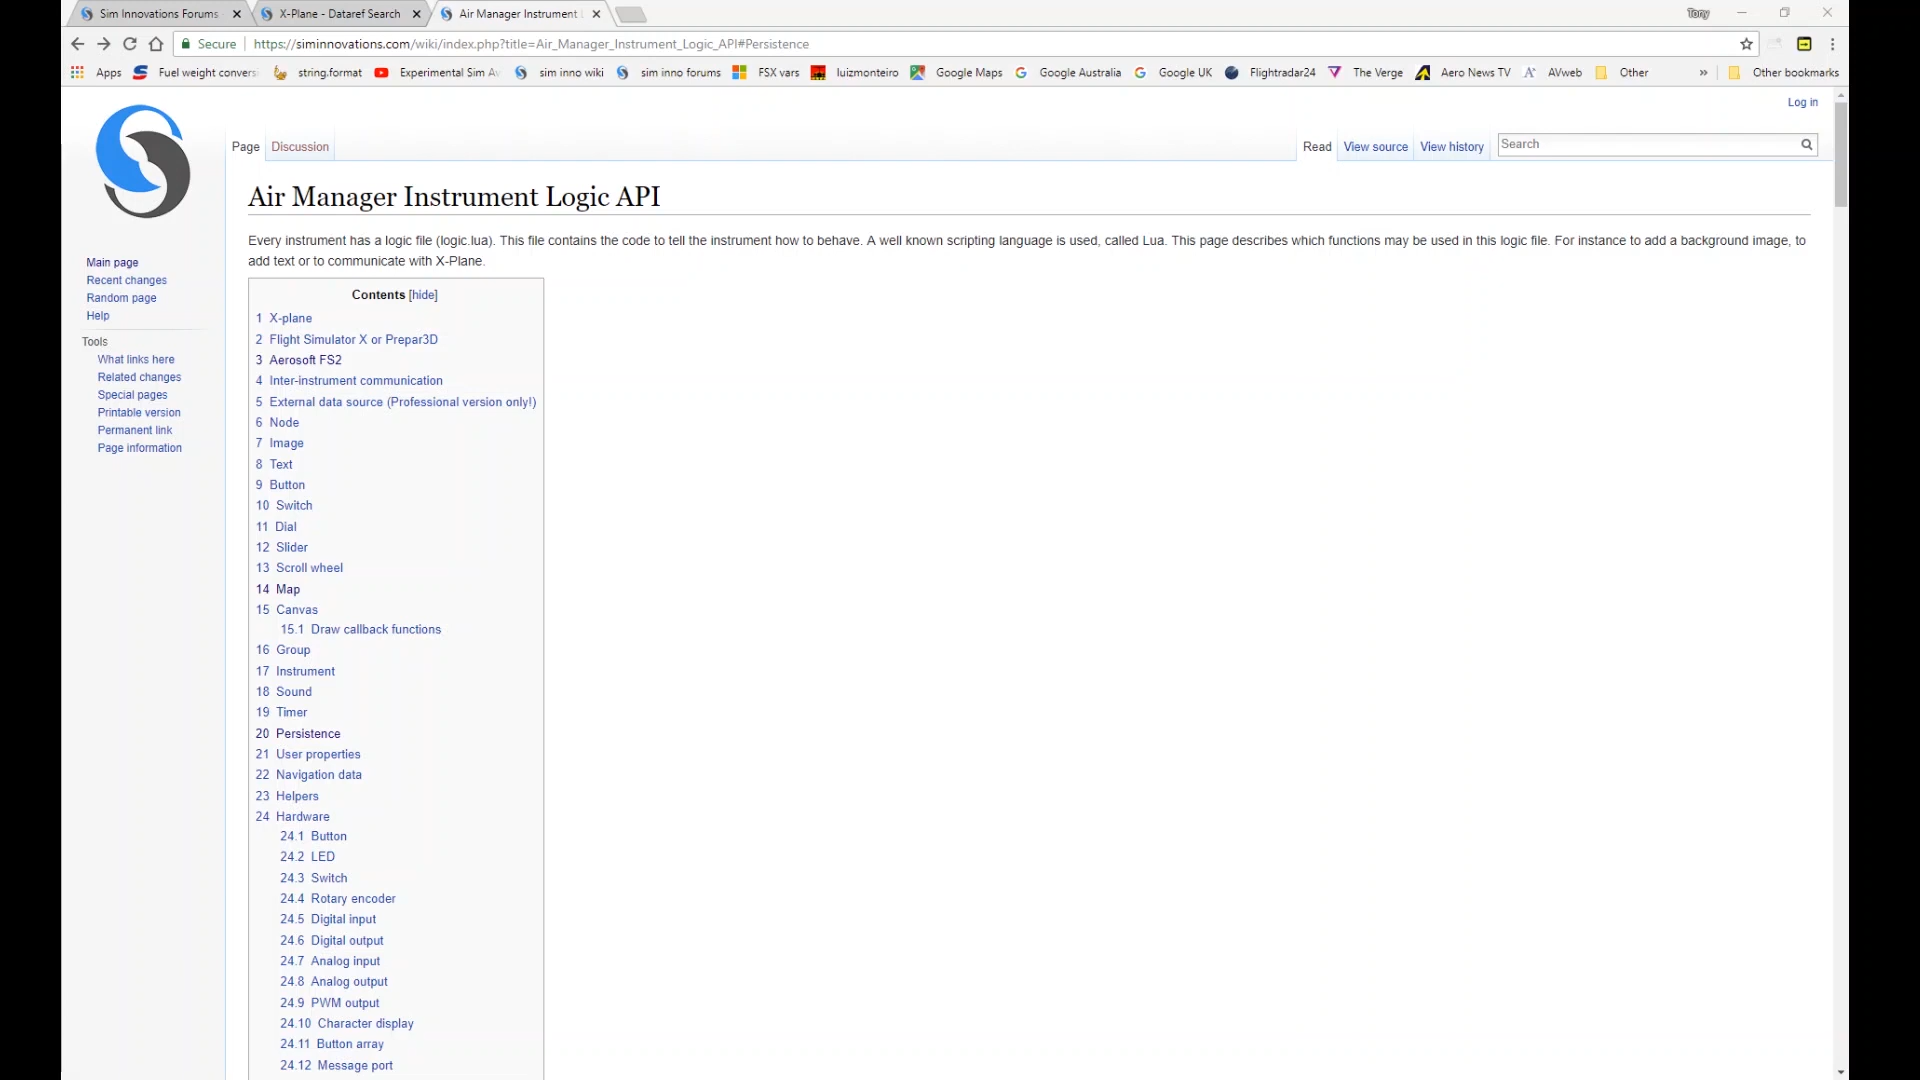 Sim Innovations Forums
X-Plane - Dataref Search
Air Manager Instrument L
Tony
Secure
https://siminnovations.com/wiki/index.php?title=Air_Manager_Instrument_Logic_API#Persistence
Apps
Fuel weight convers
string.format
Experimental Sim Av
sim inno wiki
sim inno forums
FSX vars
luizmonteiro
Google Maps
Google Australia
Google UK
Flightradar24
The Verge
Aero News TV
AVweb
Other
»
Other bookmarks
Log in
Page
Discussion
Read
View source
View history
Search
Air Manager Instrument Logic API
Every instrument has a logic file (logic.lua). This file contains the code to tell the instrument how to behave. A well known scripting language is used, called Lua. This page describes which functions may be used in this logic file. For instance to add a background image, to
add text or to communicate with X-Plane.
Main page
Recent changes
Random page
Help
Tools
What links here
Related changes
Special pages
Printable version
Permanent link
Page information
Contents [hide]
1 X-plane
2 Flight Simulator X or Prepar3D
3 Aerosoft FS2
4 Inter-instrument communication
5 External data source (Professional version only!)
6 Node
7 Image
8 Text
9 Button
10 Switch
11 Dial
12 Slider
13 Scroll wheel
14 Map
15 Canvas
15.1 Draw callback functions
16 Group
17 Instrument
18 Sound
19 Timer
20 Persistence
21 User properties
22 Navigation data
23 Helpers
24 Hardware
24.1 Button
24.2 LED
24.3 Switch
24.4 Rotary encoder
24.5 Digital input
24.6 Digital output
24.7 Analog input
24.8 Analog output
24.9 PWM output
24.10 Character display
24.11 Button array
24.12 Message port